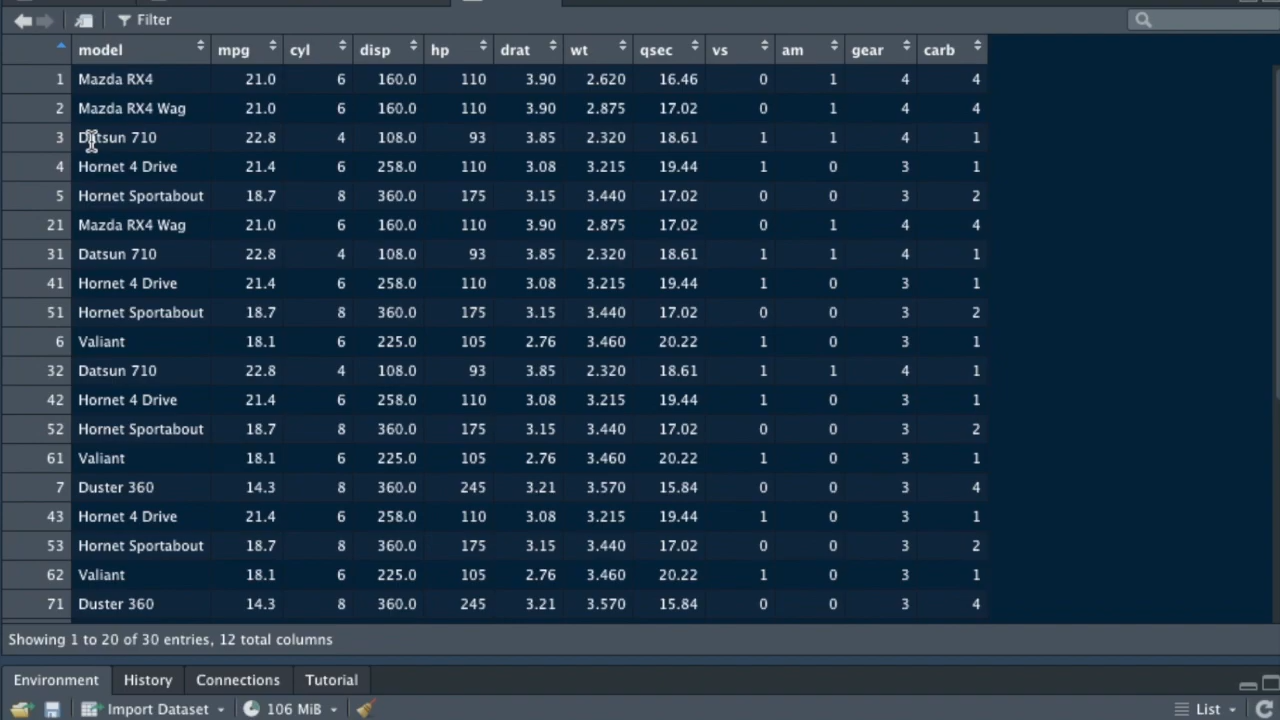 Filter
model mpg cyl disp hp drat wt qsec vs am gear carb
1 Mazda RX4 21.0 6 160.0 110 3.90 2.620 16.46 0 1 4 4
2 Mazda RX4 Wag 21.0 6 160.0 110 3.90 2.875 17.02 0 1 4 4
3 Datsun 710 22.8 4 108.0 93 3.85 2.320 18.61 1 1 4 1
4 Hornet 4 Drive 21.4 6 258.0 110 3.08 3.215 19.44 1 0 3 1
5 Hornet Sportabout 18.7 8 360.0 175 3.15 3.440 17.02 0 0 3 2
21 Mazda RX4 Wag 21.0 6 160.0 110 3.90 2.875 17.02 0 1 4 4
31 Datsun 710 22.8 4 108.0 93 3.85 2.320 18.61 1 1 4 1
41 Hornet 4 Drive 21.4 6 258.0 110 3.08 3.215 19.44 1 0 3 1
51 Hornet Sportabout 18.7 8 360.0 175 3.15 3.440 17.02 0 0 3 2
6 Valiant 18.1 6 225.0 105 2.76 3.460 20.22 1 0 3 1
32 Datsun 710 22.8 4 108.0 93 3.85 2.320 18.61 1 1 4 1
42 Hornet 4 Drive 21.4 6 258.0 110 3.08 3.215 19.44 1 0 3 1
52 Hornet Sportabout 18.7 8 360.0 175 3.15 3.440 17.02 0 0 3 2
61 Valiant 18.1 6 225.0 105 2.76 3.460 20.22 1 0 3 1
7 Duster 360 14.3 8 360.0 245 3.21 3.570 15.84 0 0 3 4
43 Hornet 4 Drive 21.4 6 258.0 110 3.08 3.215 19.44 1 0 3 1
53 Hornet Sportabout 18.7 8 360.0 175 3.15 3.440 17.02 0 0 3 2
62 Valiant 18.1 6 225.0 105 2.76 3.460 20.22 1 0 3 1
71 Duster 360 14.3 8 360.0 245 3.21 3.570 15.84 0 0 3 4
Showing 1 to 20 of 30 entries, 12 total columns
Environment History Connections Tutorial
Import Dataset 106 MiB List